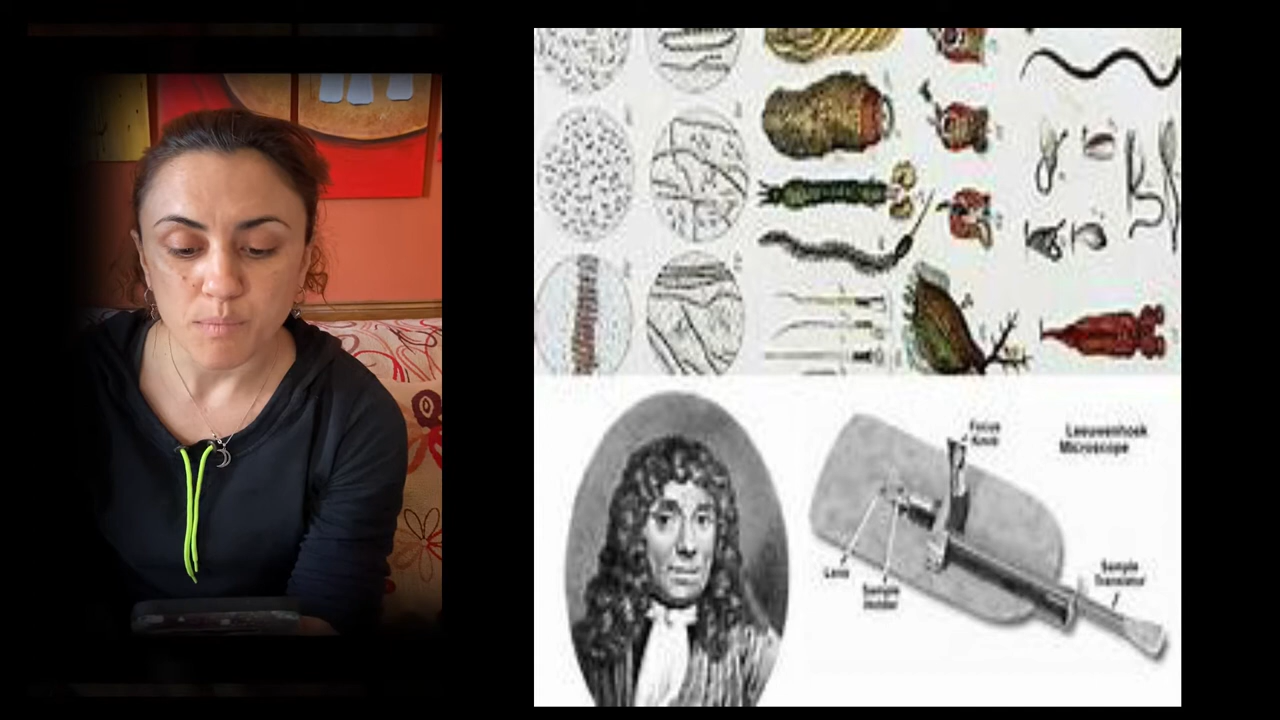 Focus
Knob
Leeuwenhoek
Microscope
Lens
Sample
Holder
Sample
Translator